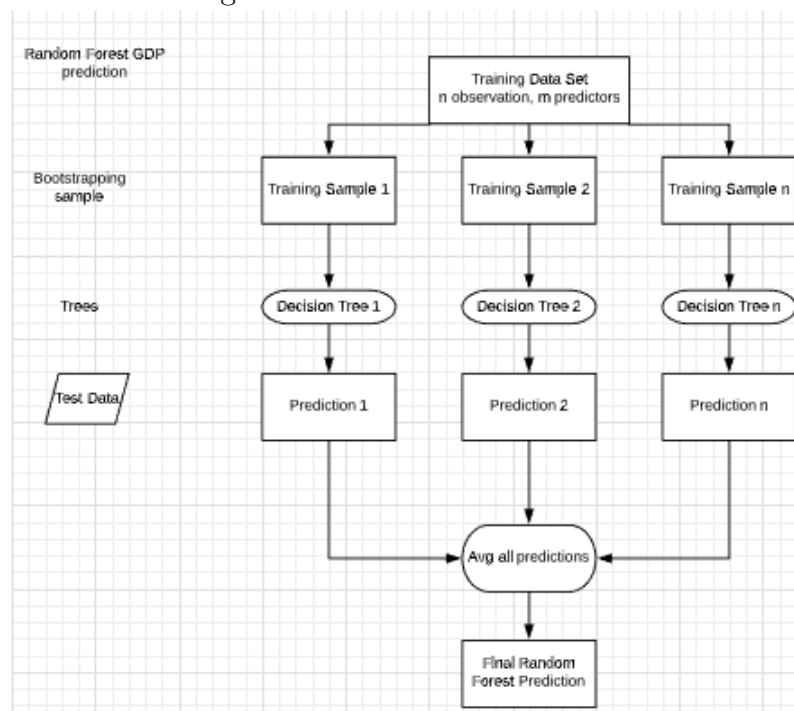 Random Forest GDP
prediction
Training Data Set
n observation, m predictors
Bootstrapping
sample
Training Sample 1
Training Sample 2
Training Sample n
Trees
Decision Tree 1
Decision Tree 2
Decision Tree n
Test Data
Prediction 1
Prediction 2
Prediction n
Avg all predictions
Final Random
Forest Prediction